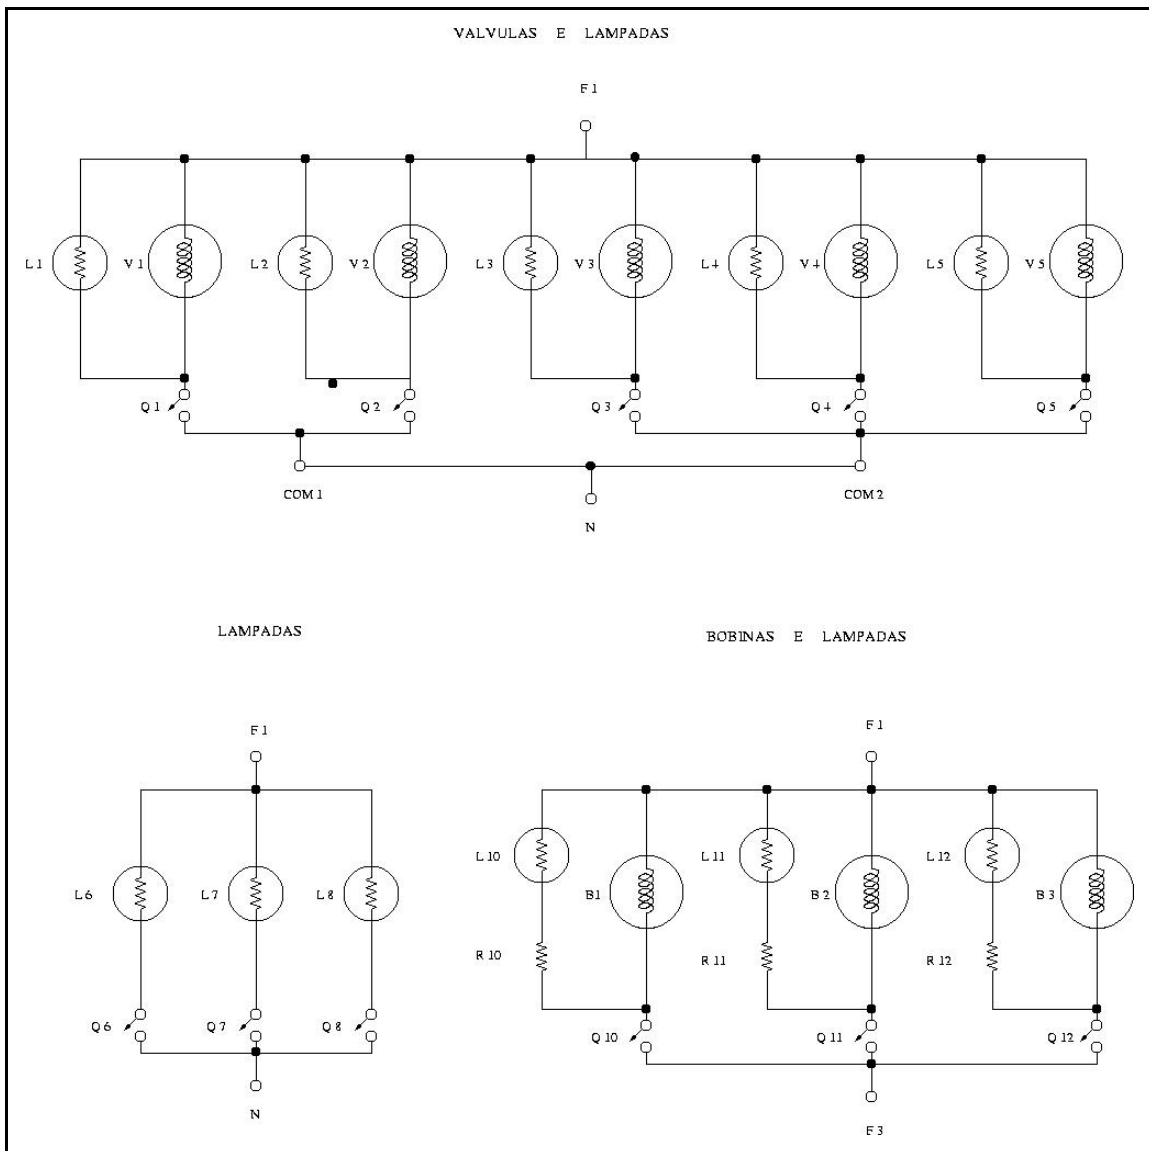 VALVULAS E LAMPADAS
F1
L1 V1 L2 V2 L3 V3 L4 V4 L5 V5
Q1 Q2 Q3 Q4 Q5
COM1 COM2
N
LAMPADAS
BOBINAS E LAMPADAS
F1 F1
L10 L11 L12
L6 L7 L8 B1 B2 B3
R10 R11 R12
Q6 Q7 Q8 Q10 Q11 Q12
N
F3